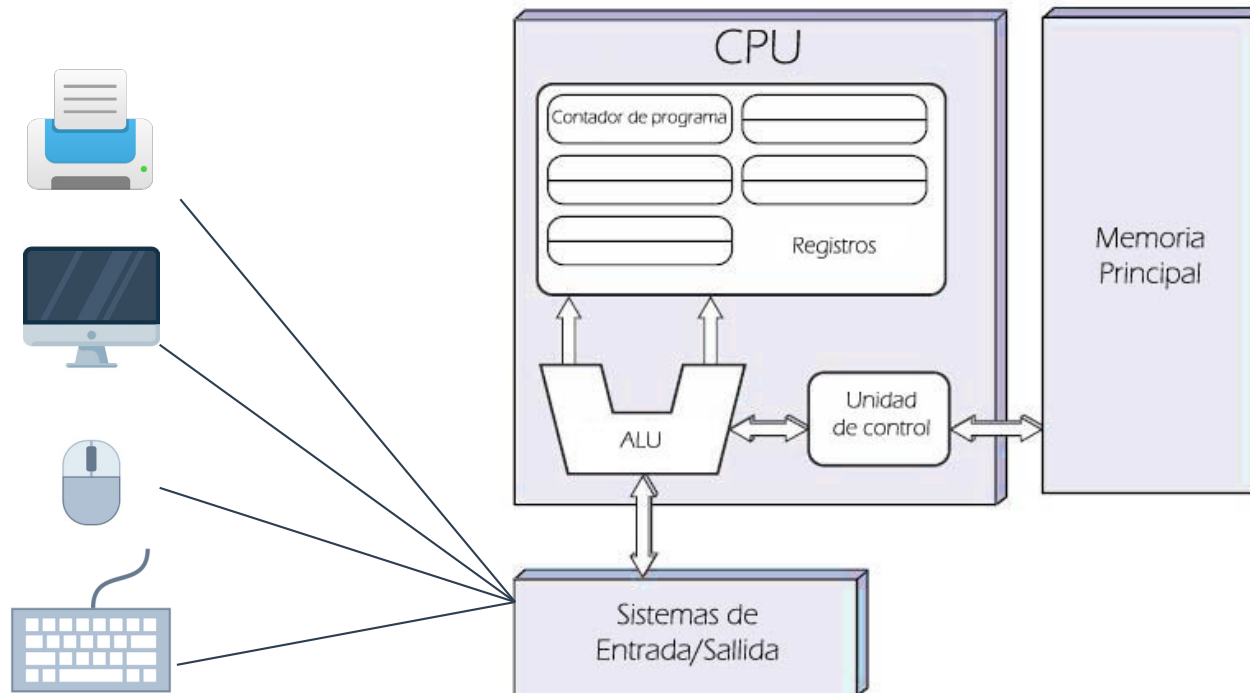 CPU
Contador de programa
Registros
ALU
Unidad
de control
Memoria
Principal
Sistemas de
Entrada/Sallida